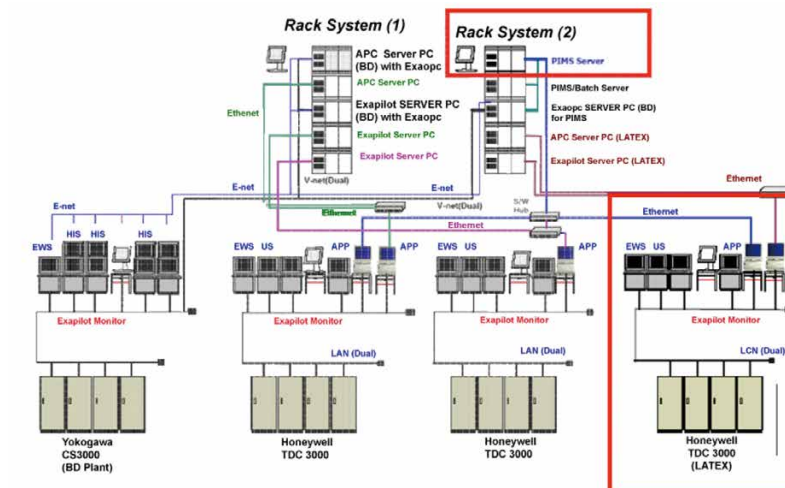 Rack System (1)
Rack System (2)
APC Server PC
(BD) with Exaopc
APC Server PC
Exapilot SERVER PC
(BD) with Exaopc
Exapilot Server PC
Exapilot Server PC
V-net(Dual)
PIMS Server
PIMS/Batch Server
Exaopc SERVER PC (BD)
for PIMS
APC Server PC (LATEX)
Exapilot Server PC (LATEX)
Ethenet
E-net
E-net
V-net(Dual)
S/W
Hub
Ethernet
E-net
Ethernet
Ethernet
Ethernet
EWS
HIS
HIS
HIS
EWS US
APP
APP
EWS US
APP
EWS US
APP
Exapilot Monitor
Exapilot Monitor
Exapilot Monitor
Exapilot Monitor
LAN (Dual)
LAN (Dual)
LCN (Dual)
Yokogawa
CS3000
(BD Plant)
Honeywell
TDC 3000
Honeywell
TDC 3000
Honeywell
TDC 3000
(LATEX)